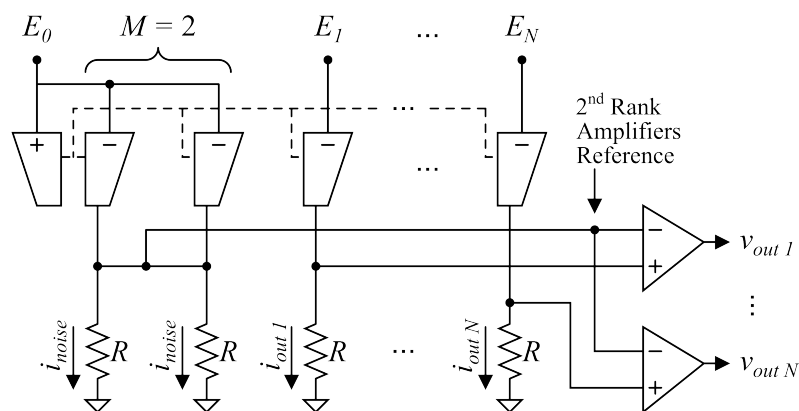 E0 M = 2 E1 ... EN
2nd Rank
Amplifiers
Reference
...
+ − − − −
...
− + vout 1
...
inoise R inoise R iout 1 R ... iout N R
− + vout N